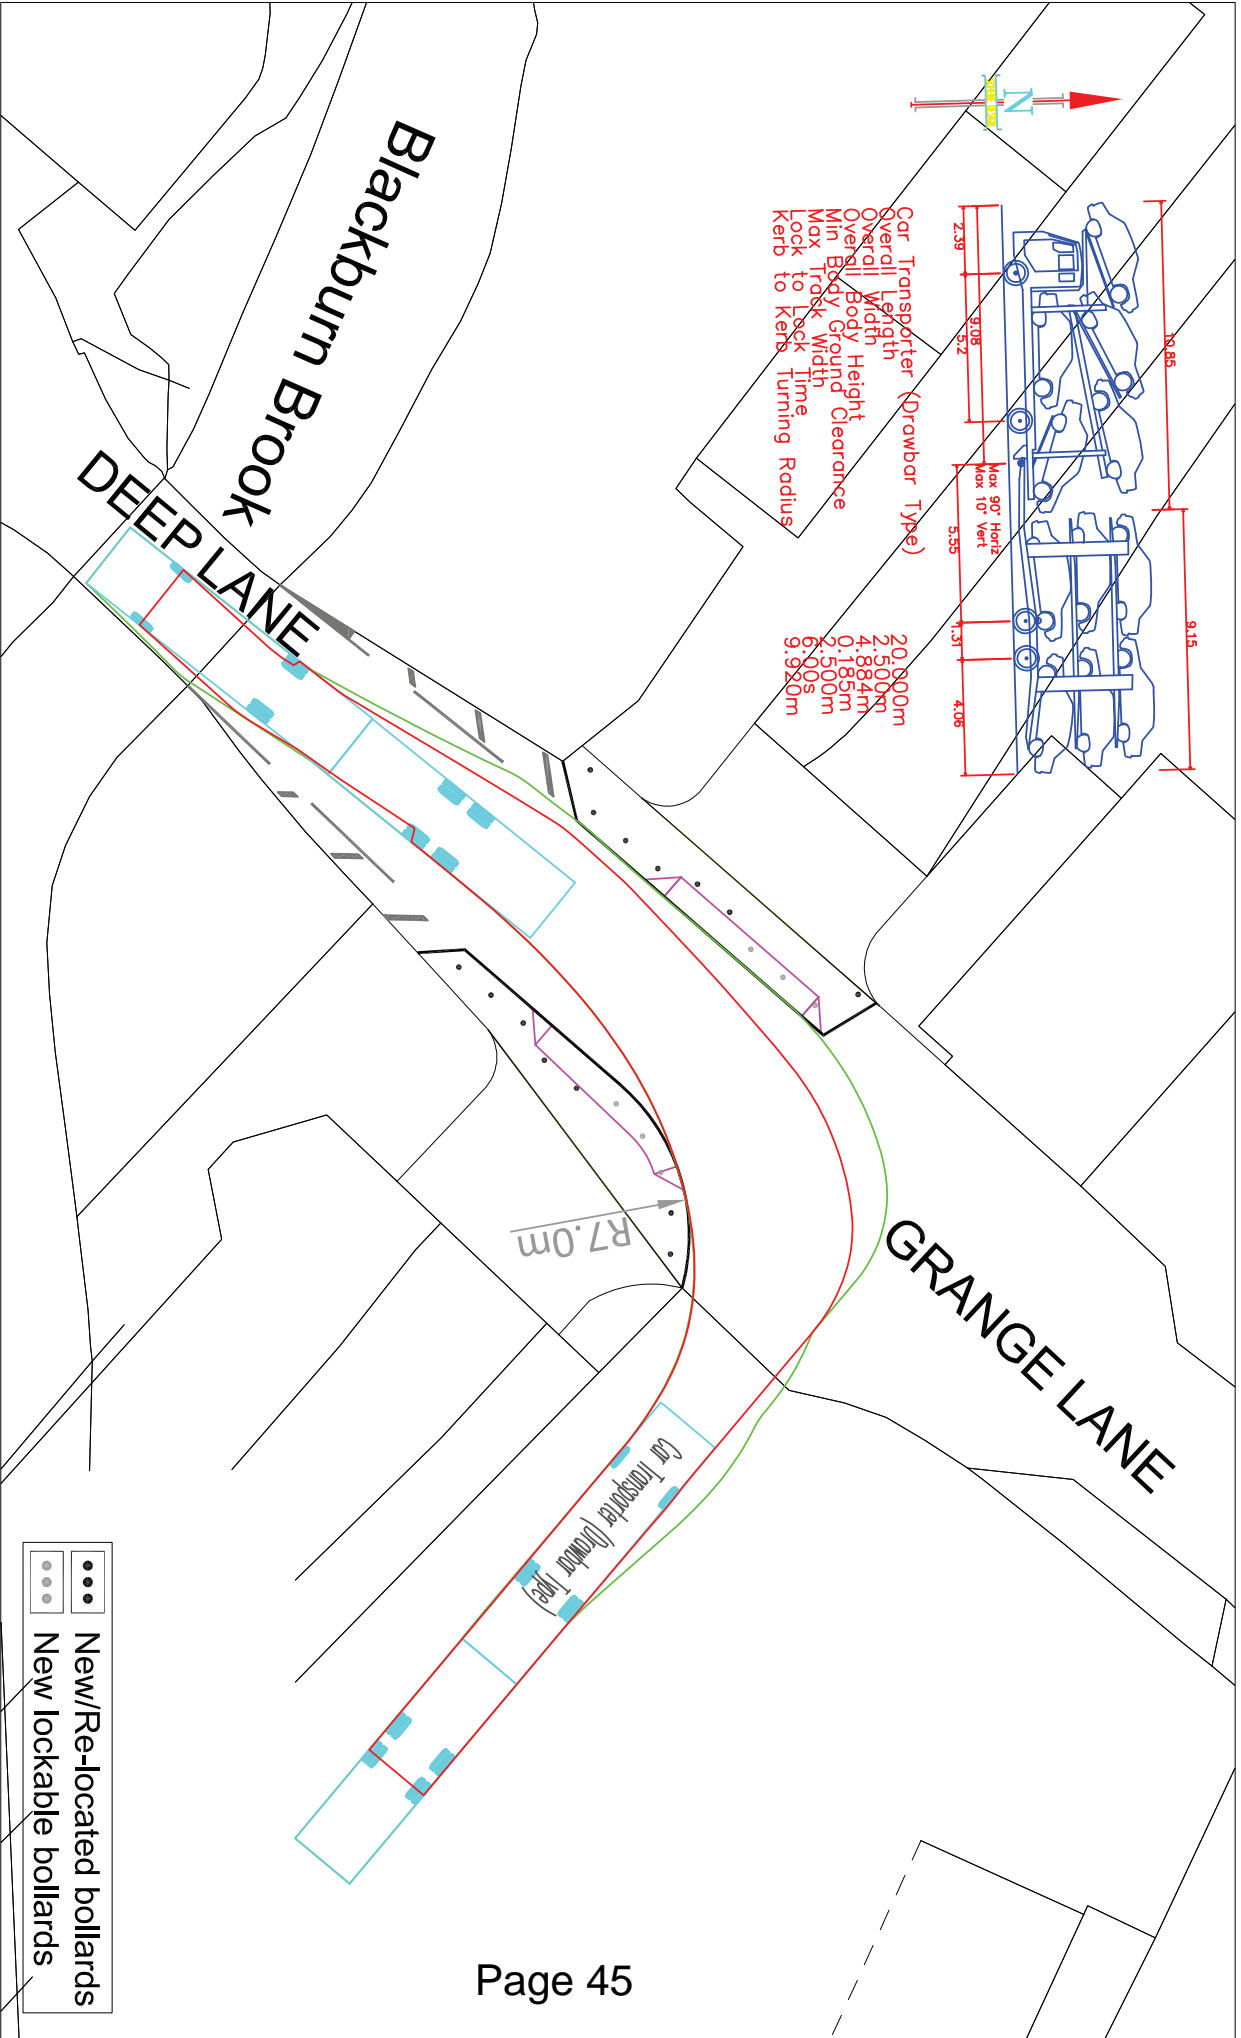 10.85
9.15
2.39
5.2
9.08
Max 90° Horiz
Max 10° Vert
5.55
1.31
4.06
Car Transporter (Drawbar Type)
Overall Length 20.000m
Overall Width 2.500m
Overall Body Height 4.884m
Min Body Ground Clearance 0.185m
Max Track Width 2.500m
Lock to Lock Time 6.00s
Kerb to Kerb Turning Radius 9.920m
N
Blackburn Brook
DEEP LANE
GRANGE LANE
R7.0m
Car Transporter (Drawbar Type)
New/Re-located bollards
New lockable bollards
Page 45